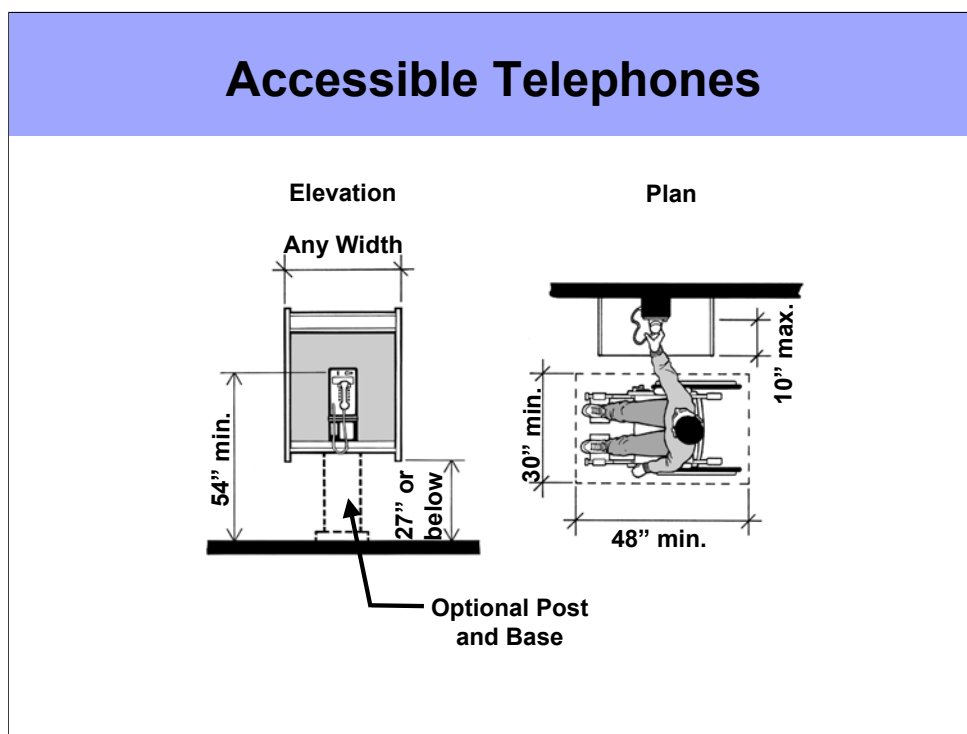 Accessible Telephones
Elevation
Plan
Any Width
54” min.
27” or
below
10” max.
30” min.
48” min.
Optional Post
and Base